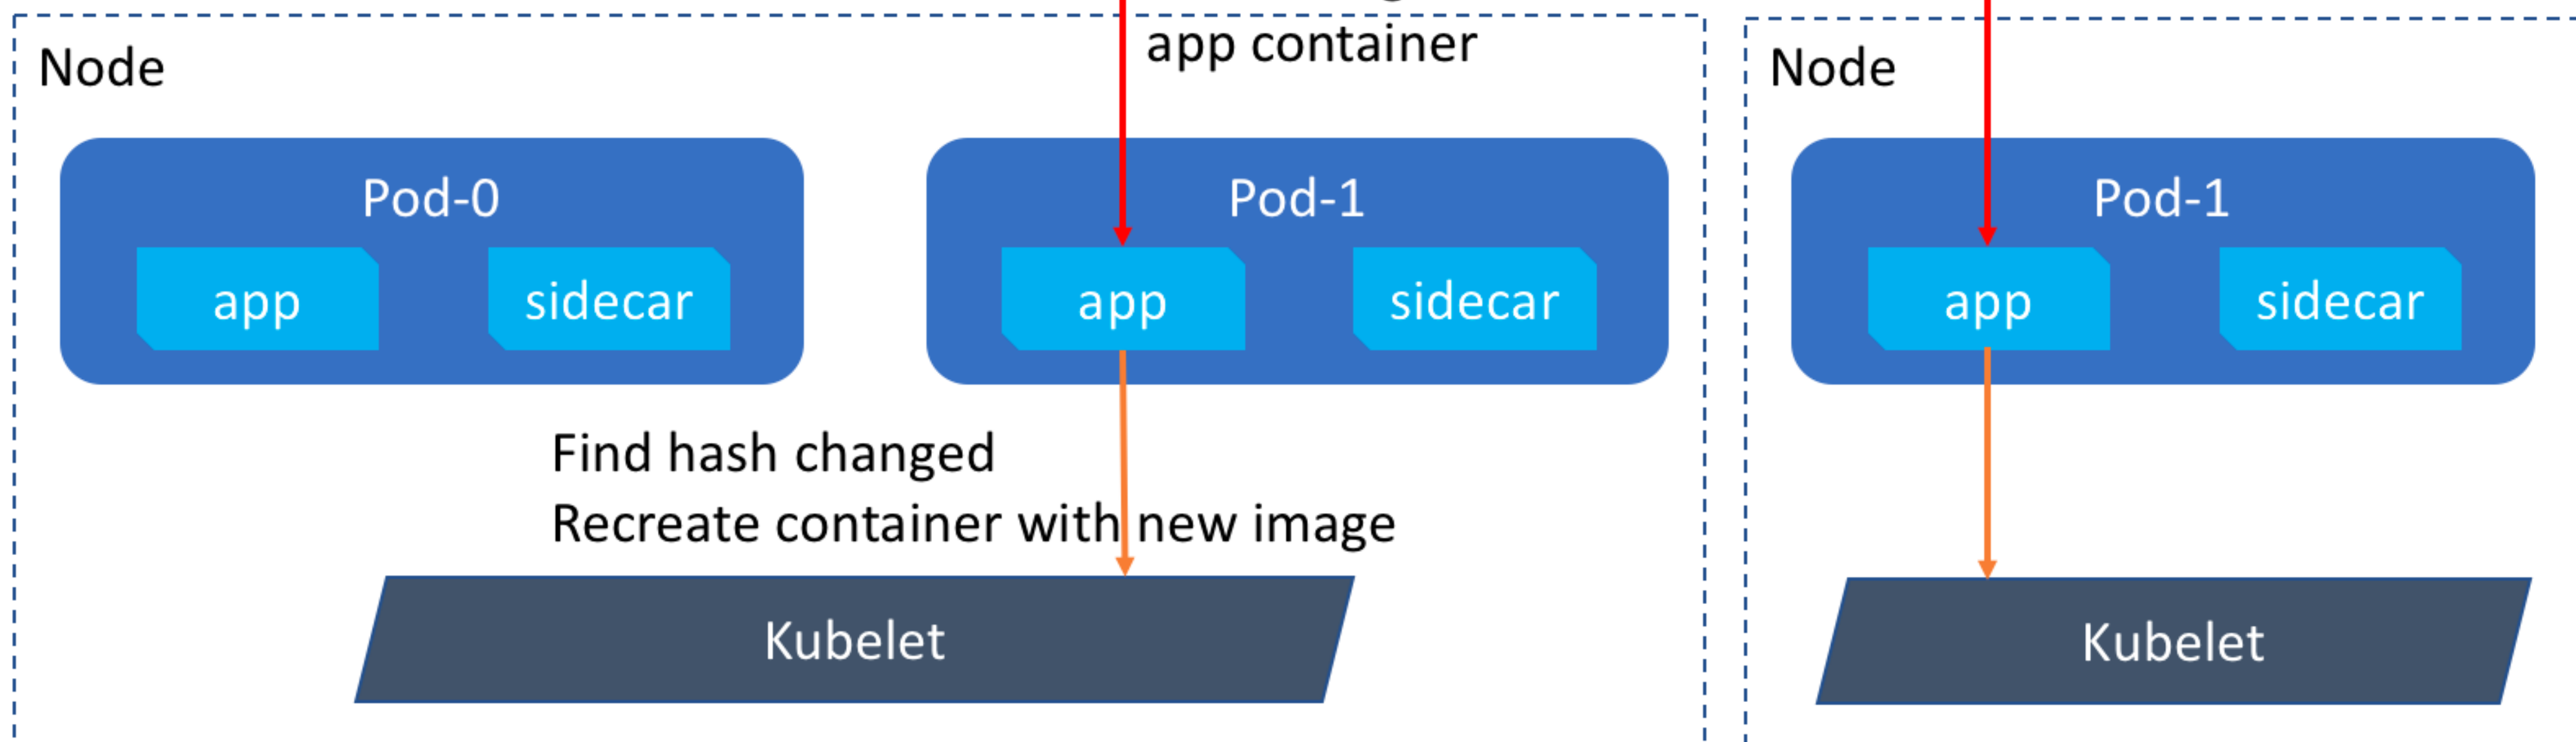 app container
Node
Node
Pod-0
Pod-1
Pod-1
app
sidecar
app
sidecar
app
sidecar
Find hash changed
Recreate container with new image
Kubelet
Kubelet